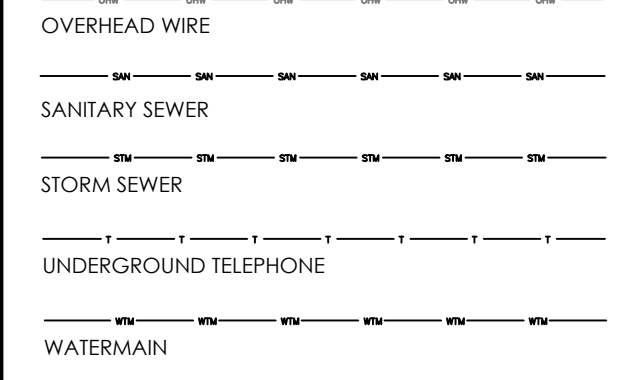 OHW OHW OHW OHW OHW OHW
OVERHEAD WIRE
SAN SAN SAN SAN SAN SAN
SANITARY SEWER
STM STM STM STM STM STM
STORM SEWER
T T T T T T T
UNDERGROUND TELEPHONE
WTM WTM WTM WTM WTM WTM
WATERMAIN